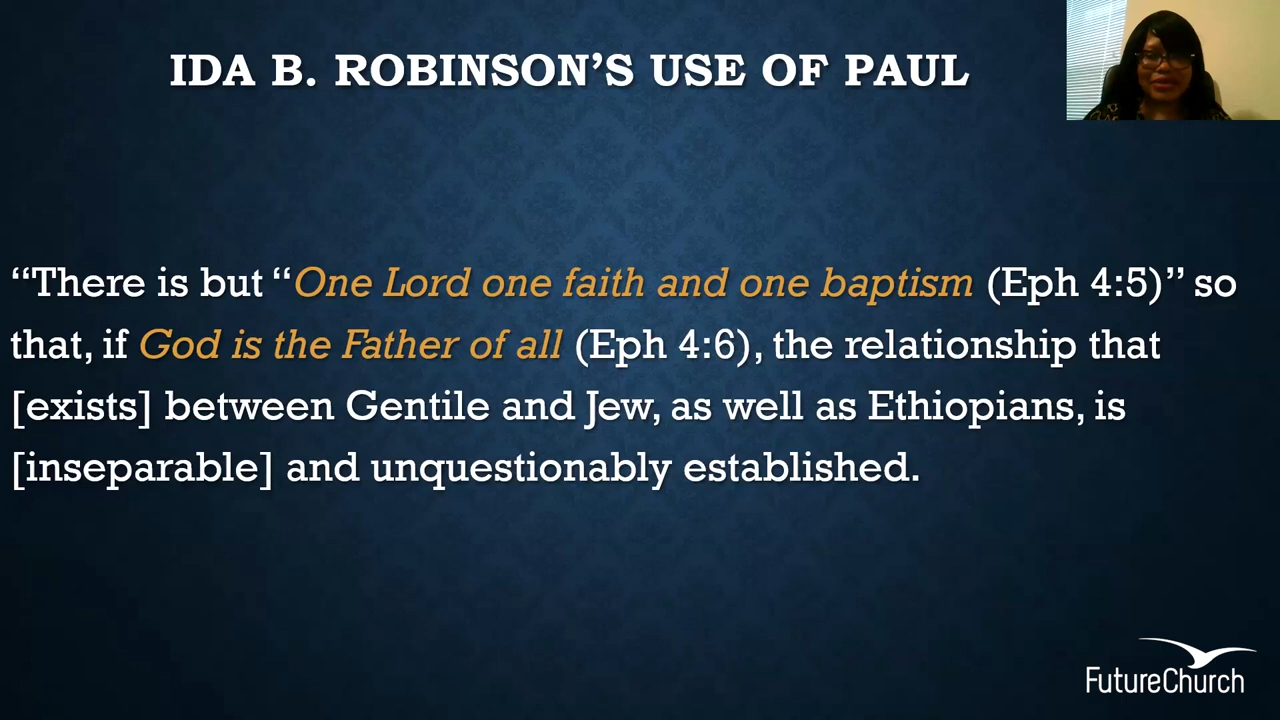 IDA B. ROBINSON’S USE OF PAUL
“There is but “One Lord one faith and one baptism (Eph 4:5)” so
that, if God is the Father of all (Eph 4:6), the relationship that
[exists] between Gentile and Jew, as well as Ethiopians, is
[inseparable] and unquestionably established.
FutureChurch